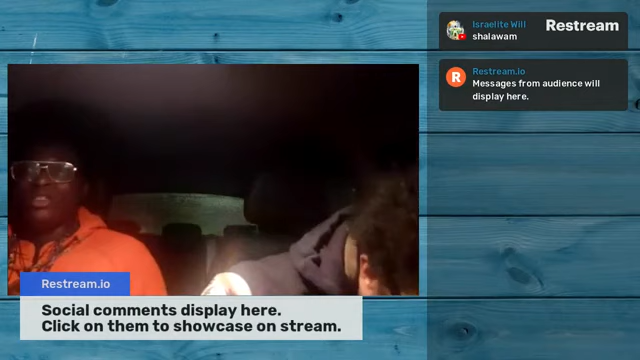 Israelite Will
shalawam
Restream
Restream.io
Messages from audience will
display here.
Restream.io
Social comments display here.
Click on them to showcase on stream.